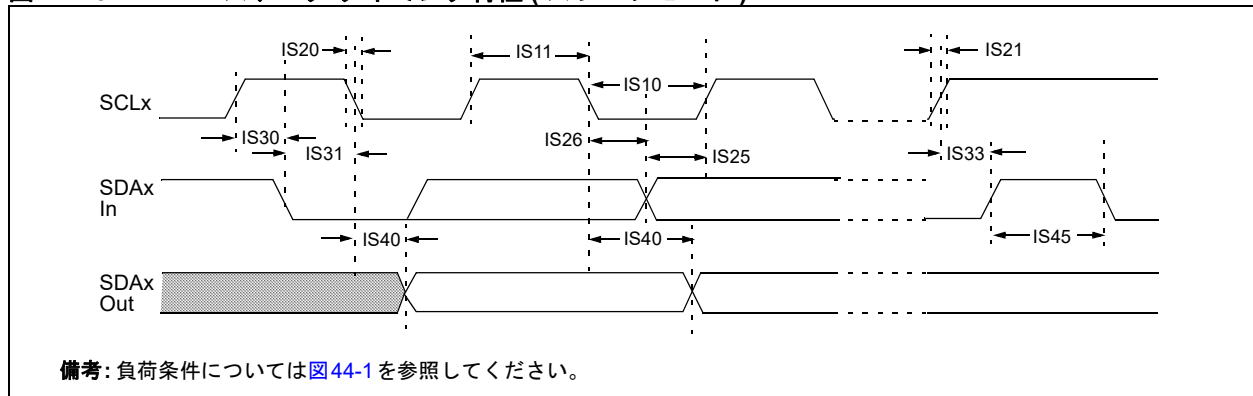 IS20
IS11
IS21
IS10
SCLx
IS30
IS31
IS26
IS25
IS33
SDAx
In
IS40
IS40
IS45
SDAx
Out
備考: 負荷条件については図44-1を参照してください。